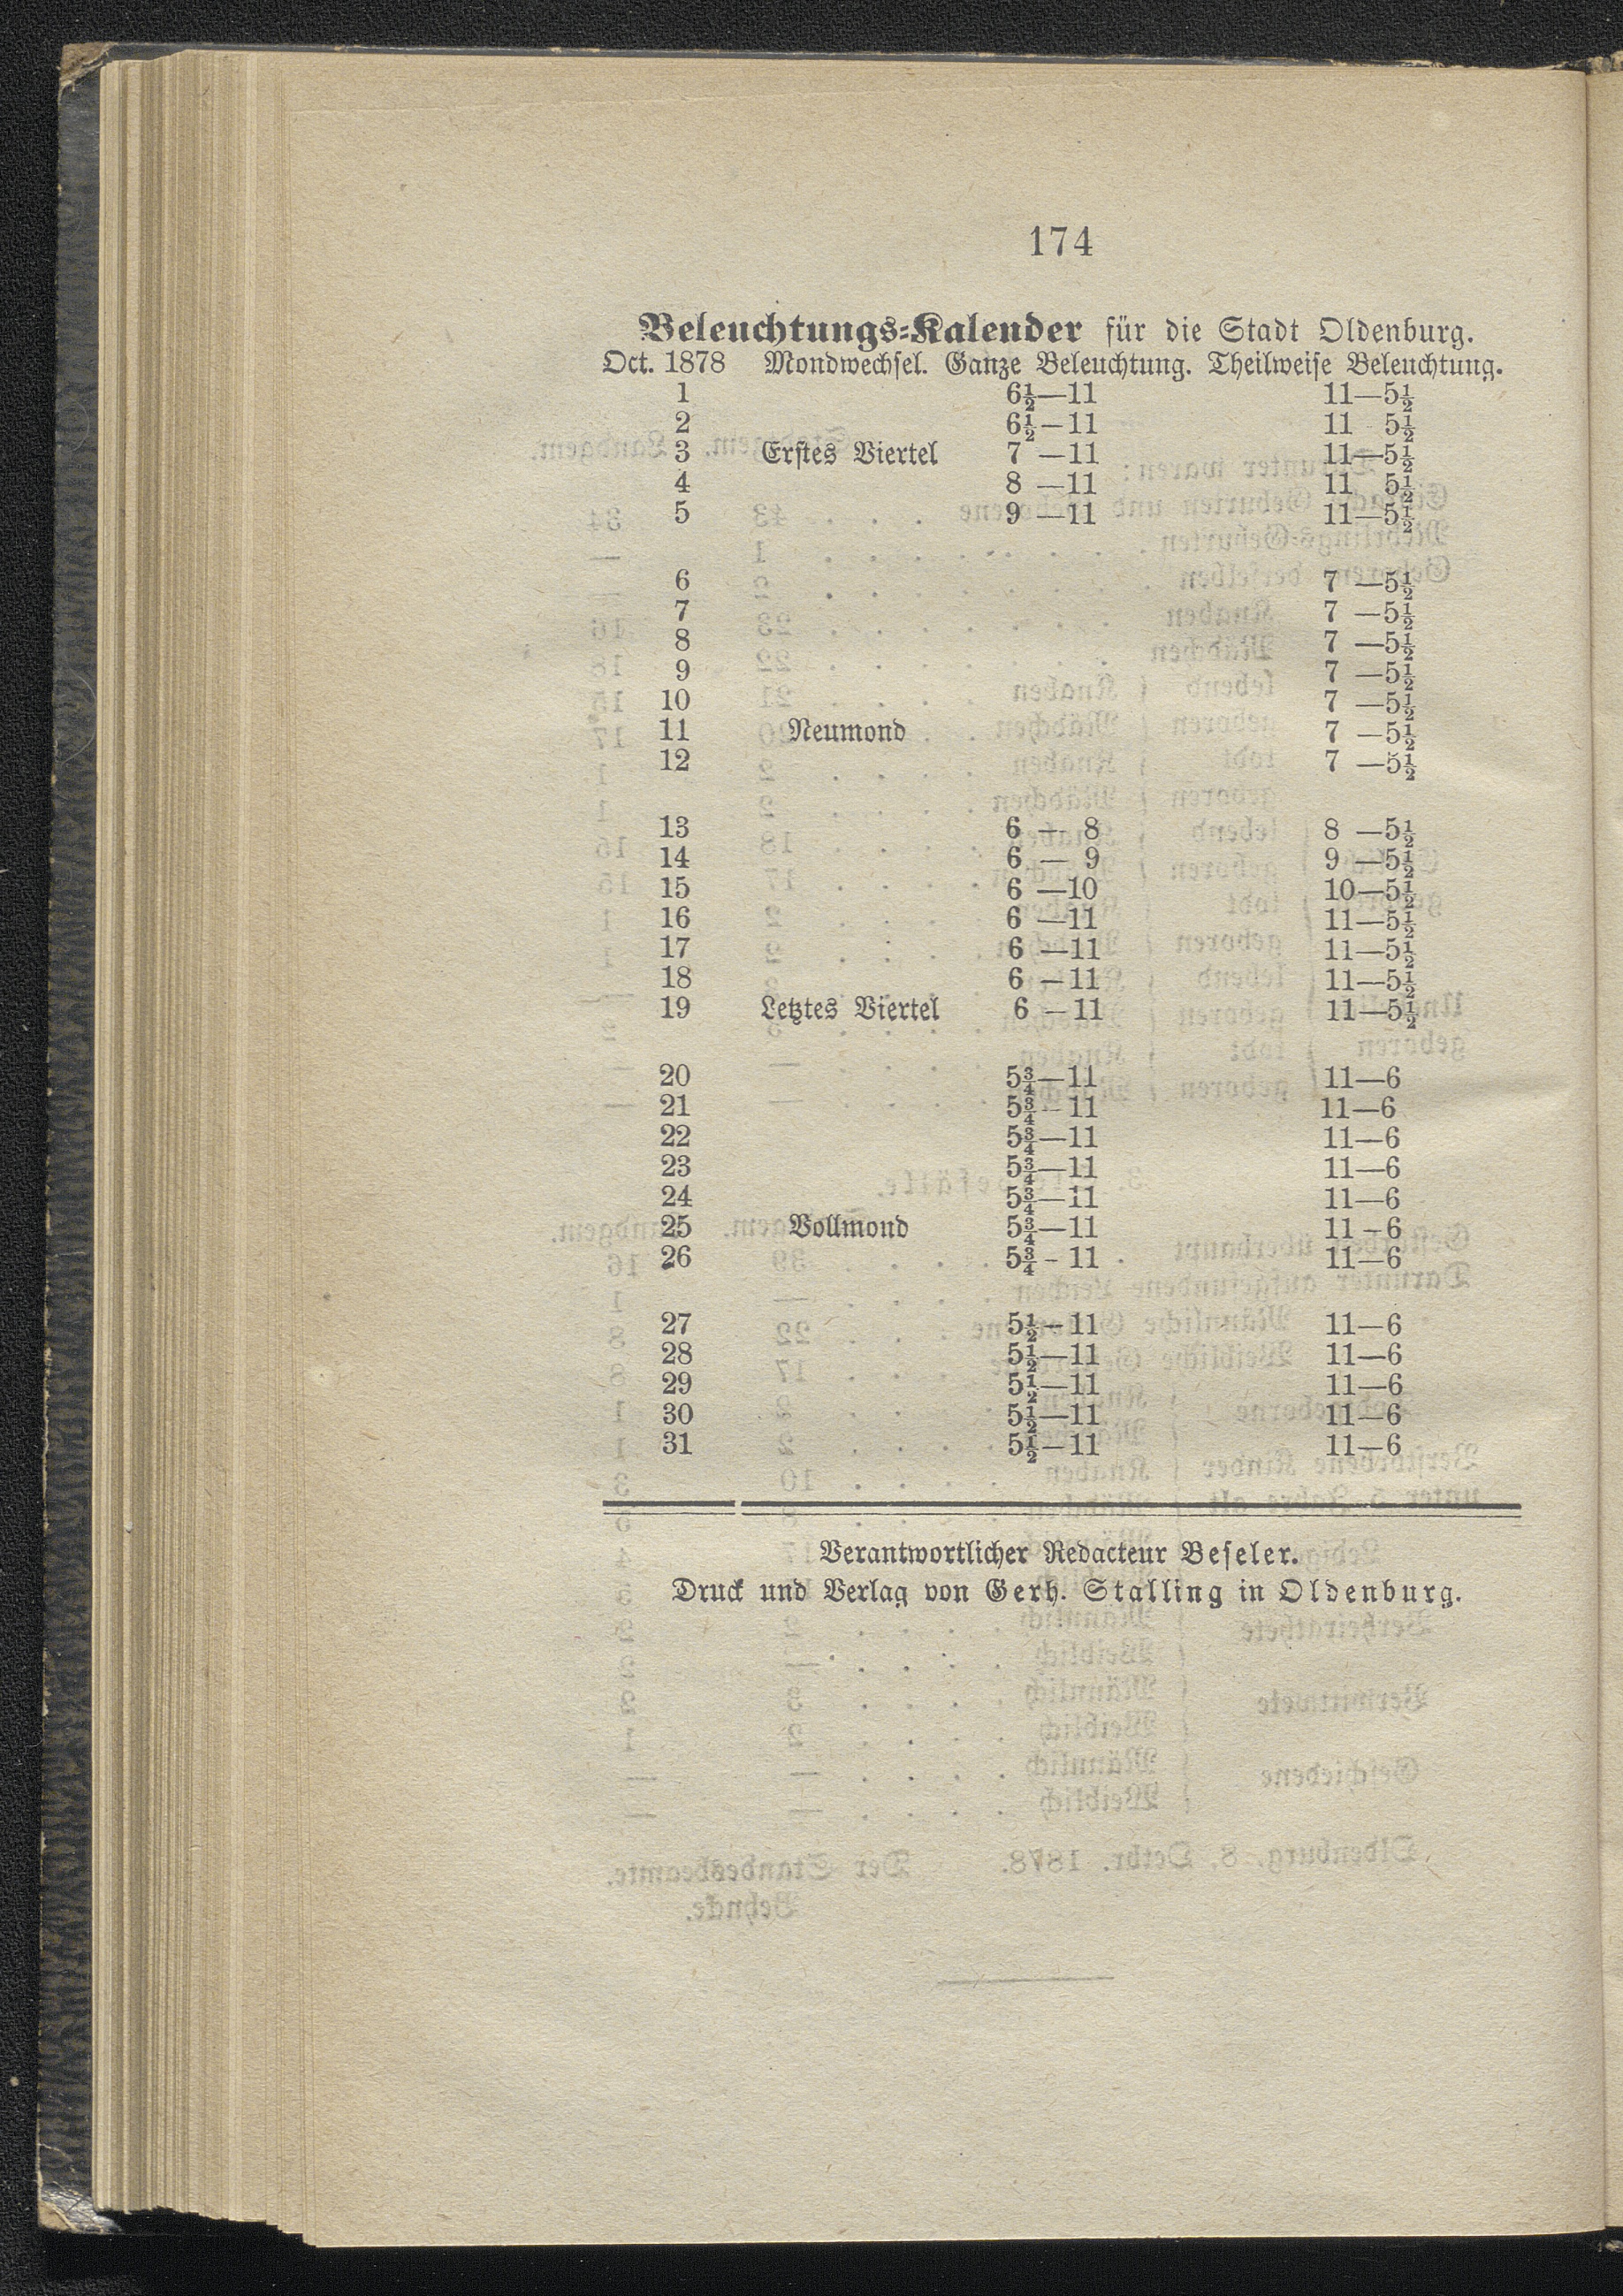 174
Beleuchtungs-Kalender für die Stadt Oldenburg.
Oct. 1878 Mondwechsel. Ganze Beleuchtung. Theilweise Beleuchtung.
1 6½—11 11—5½
2 6½—11 11 5½
3 Erstes Viertel 7 —11 11—5½
4 8 —11 11 5½
5 9 —11 11—5½
6 7 —5½
7 7 —5½
8 7 —5½
9 7 —5½
10 7 —5½
11 Neumond 7 —5½
12 7 —5½
13 6 — 8 8 —5½
14 6 — 9 9 —5½
15 6 —10 10—5½
16 6 —11 11—5½
17 6 —11 11—5½
18 6 —11 11—5½
19 Letztes Viertel 6 —11 11—5½
20 5¾—11 11—6
21 5¾—11 11—6
22 5¾—11 11—6
23 5¾—11 11—6
24 5¾—11 11—6
25 Vollmond 5¾—11 11—6
26 5¾—11 11—6
27 5½—11 11—6
28 5½—11 11—6
29 5½—11 11—6
30 5½—11 11—6
31 5½—11 11—6
Verantwortlicher Redacteur Beseler.
Druck und Verlag von Gerh. Stalling in Oldenburg.